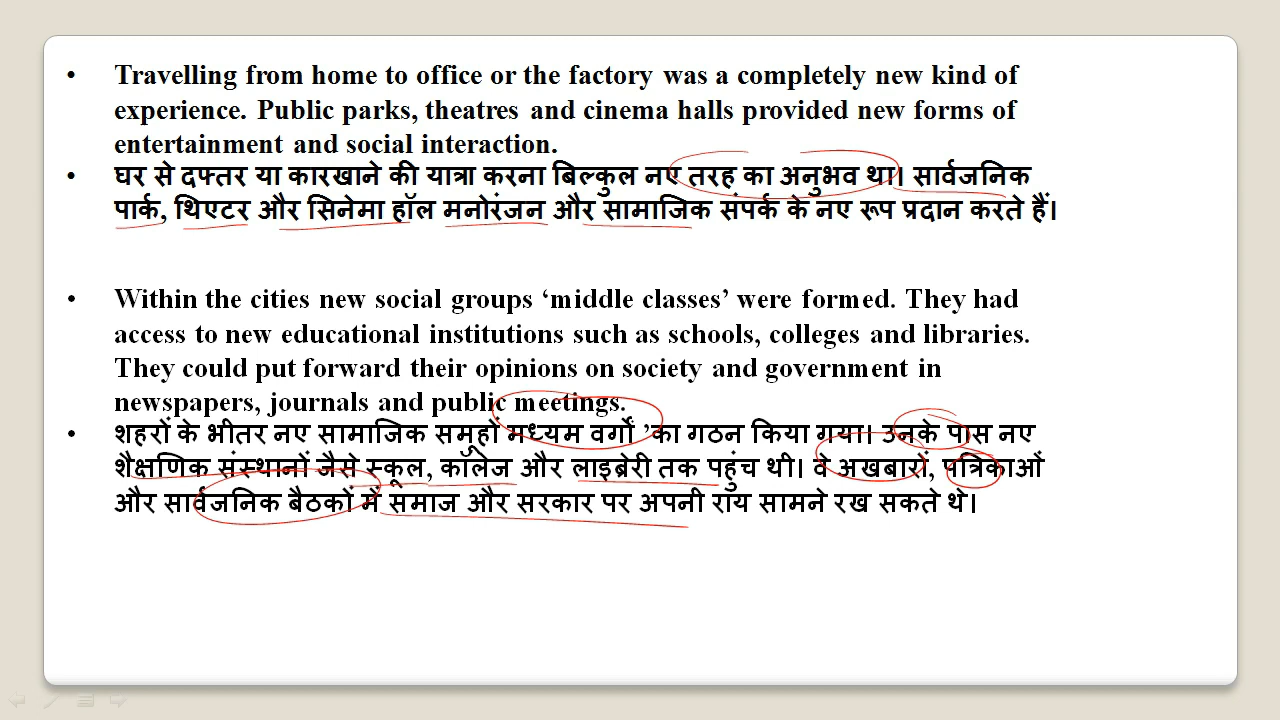 • Travelling from home to office or the factory was a completely new kind of
experience. Public parks, theatres and cinema halls provided new forms of
entertainment and social interaction.
• घर से दफ्तर या कारखाने की यात्रा करना बिल्कुल नए तरह का अनुभव था। सार्वजनिक
पार्क, थिएटर और सिनेमा हॉल मनोरंजन और सामाजिक संपर्क के नए रूप प्रदान करते हैं।
• Within the cities new social groups ‘middle classes’ were formed. They had
access to new educational institutions such as schools, colleges and libraries.
They could put forward their opinions on society and government in
newspapers, journals and public meetings.
• शहरों के भीतर नए सामाजिक समूहों मध्यम वर्गों ’का गठन किया गया। उनके पास नए
शैक्षणिक संस्थानों जैसे स्कूल, कॉलेज और लाइब्रेरी तक पहुंच थी। वे अखबारों, पत्रिकाओं
और सार्वजनिक बैठकों में समाज और सरकार पर अपनी राय सामने रख सकते थे।